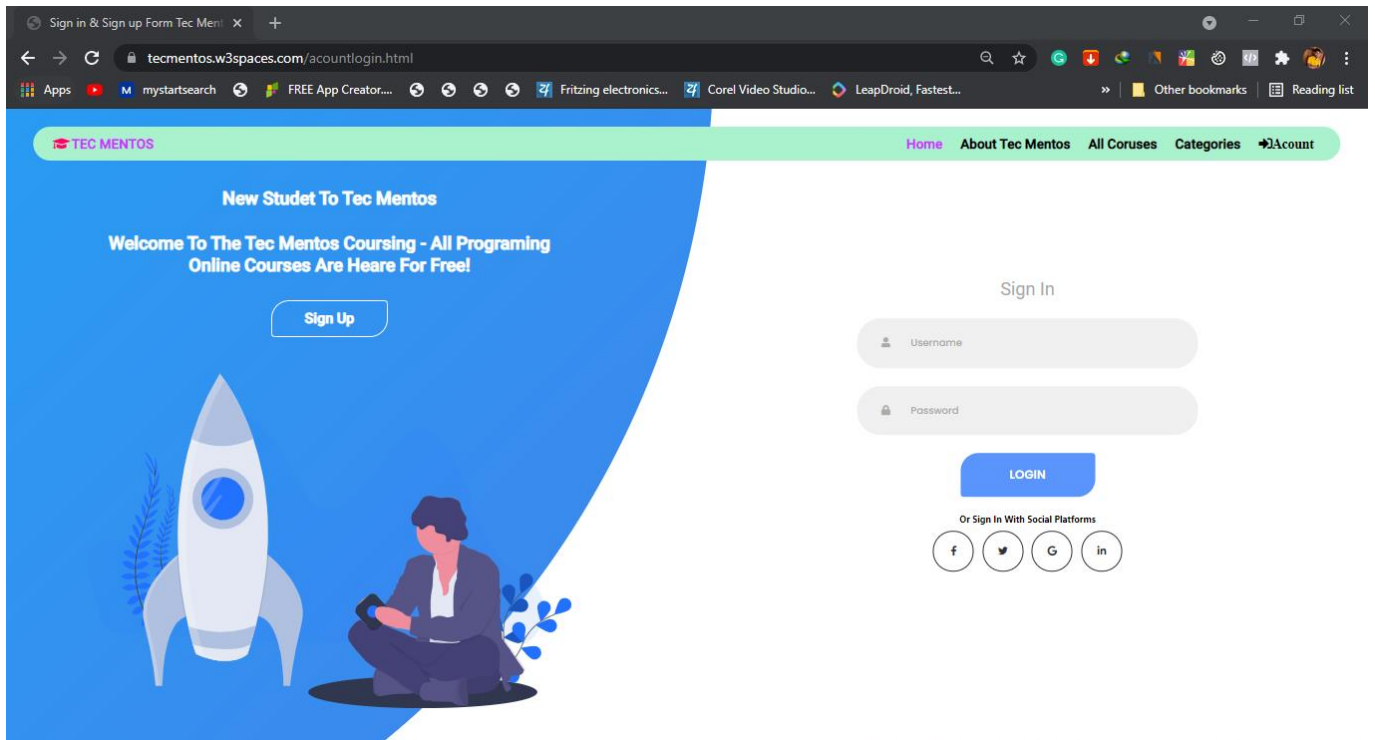 Sign in & Sign up Form Tec Ment
tecmentos.w3spaces.com/acountlogin.html
Apps M mystartsearch FREE App Creator.... Fritzing electronics... Corel Video Studio... LeapDroid, Fastest... » Other bookmarks Reading list
TEC MENTOS Home About Tec Mentos All Coruses Categories Acount
New Studet To Tec Mentos
Welcome To The Tec Mentos Coursing - All Programing
Online Courses Are Heare For Free!
Sign Up
Sign In
Username
Password
LOGIN
Or Sign In With Social Platforms
f G in